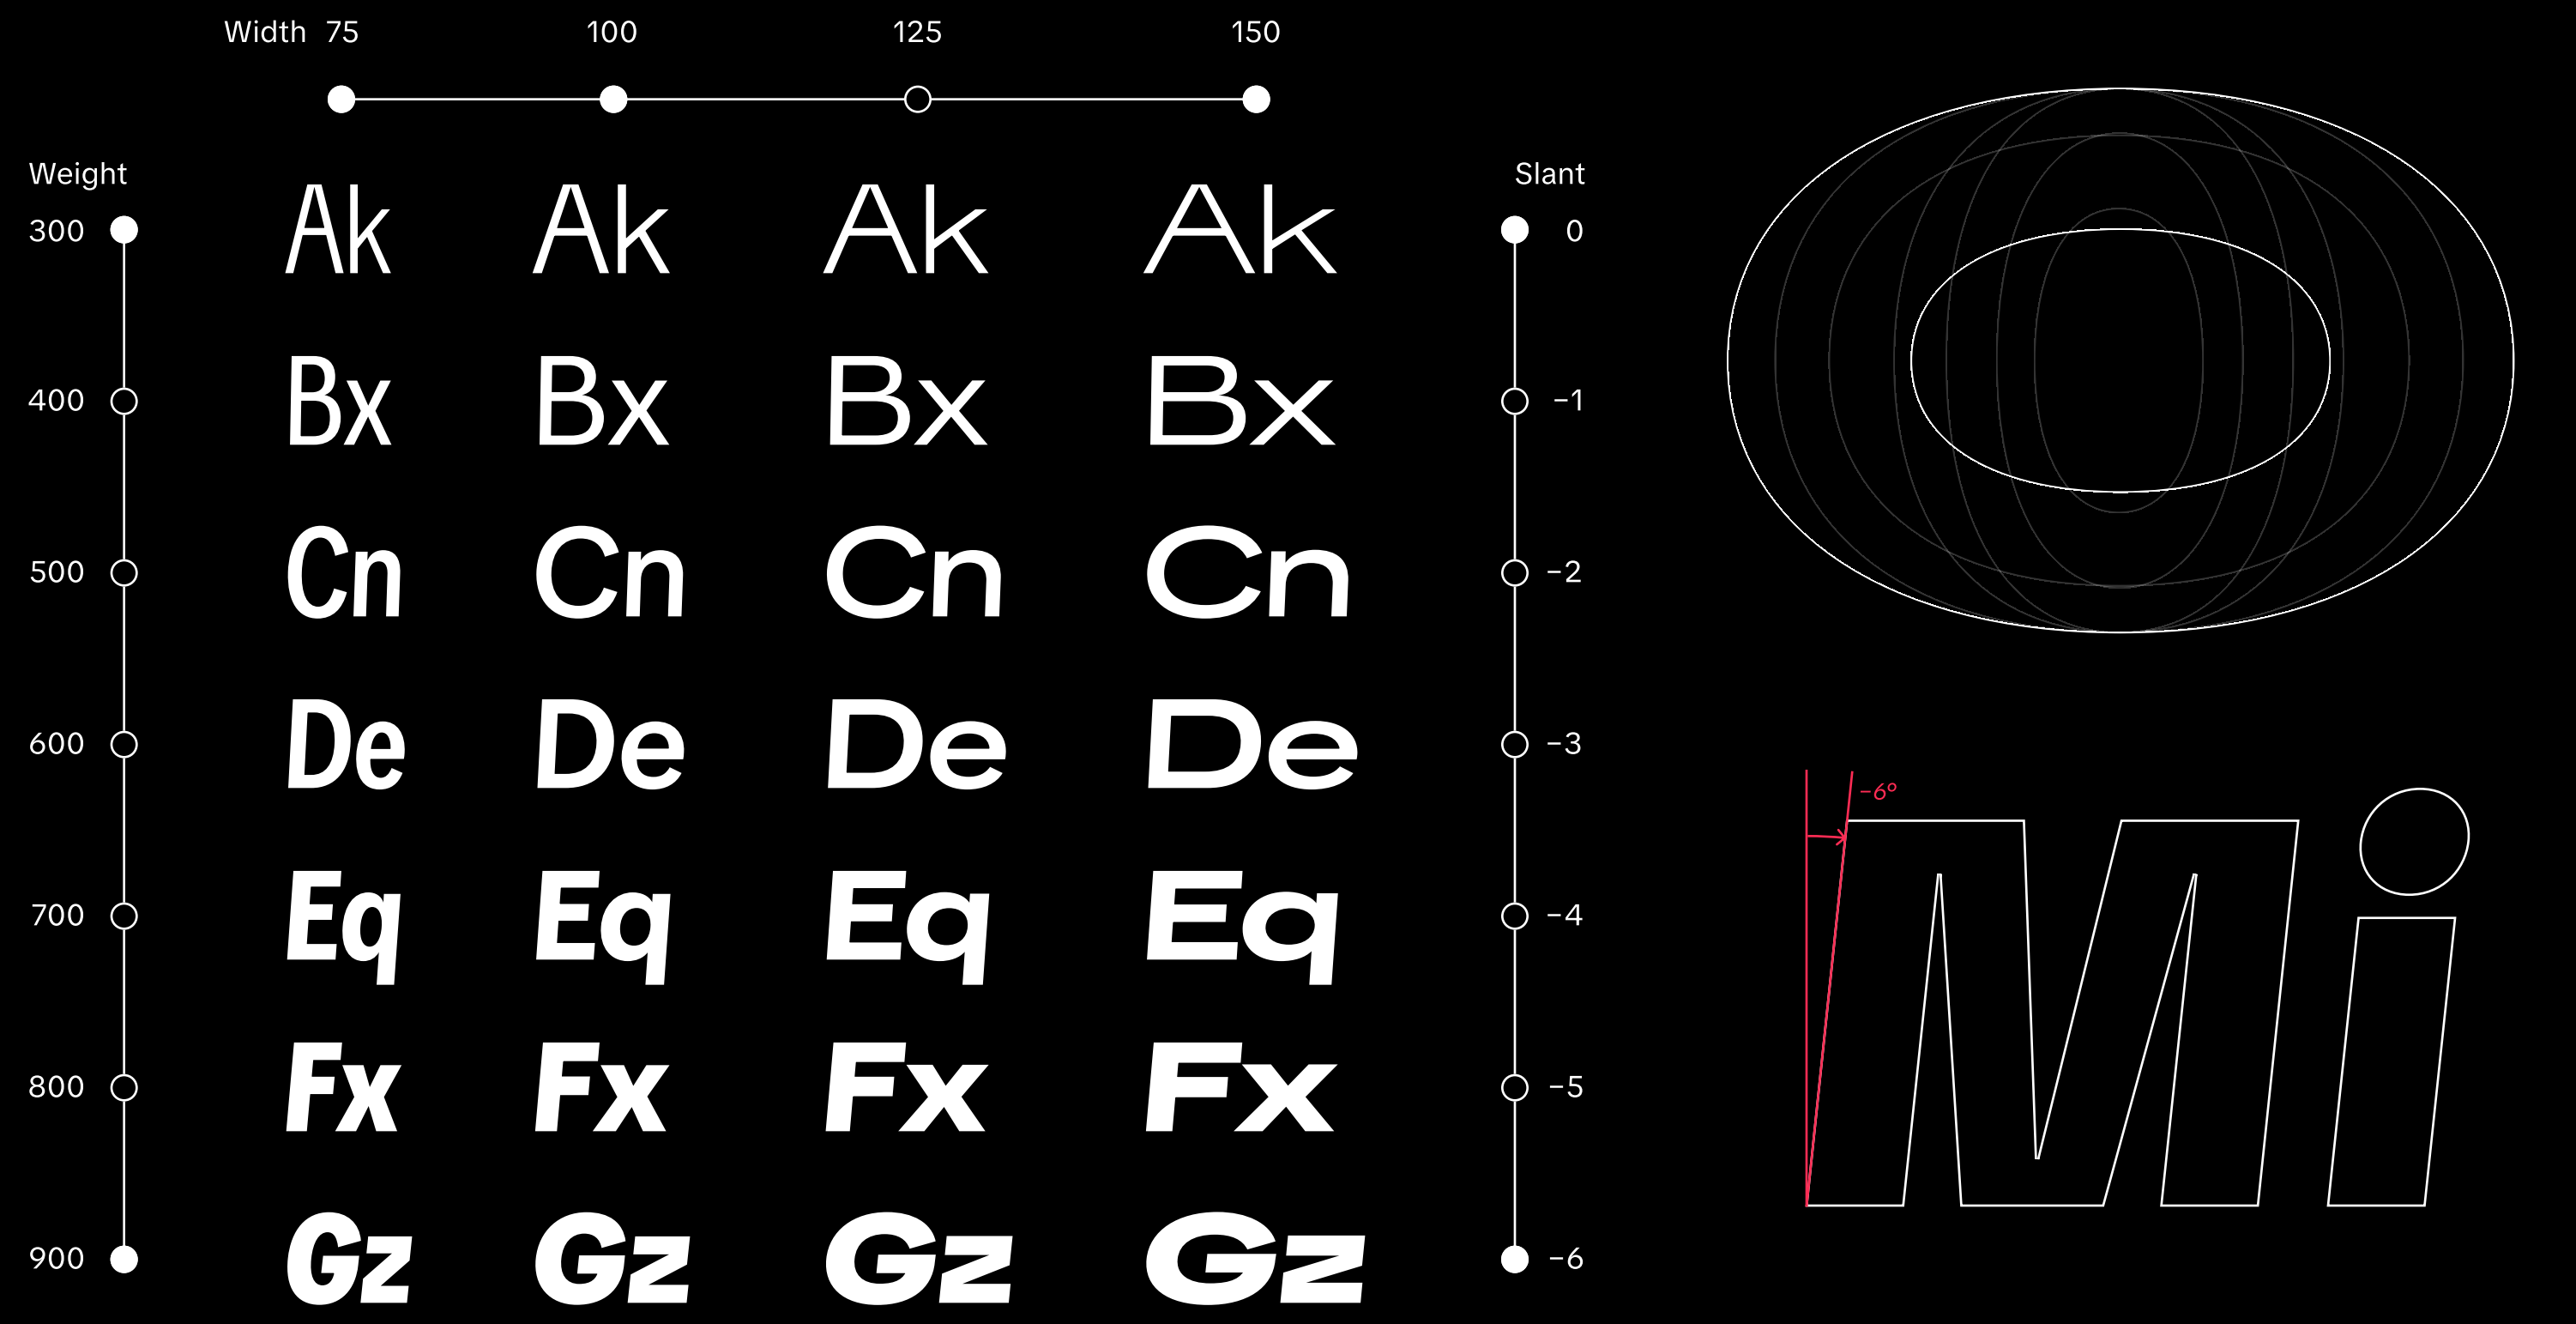 Width 75 100 125 150
Weight
Slant
300 Ak Ak Ak Ak 0
400 Bx Bx Bx Bx −1
500 Cn Cn Cn Cn −2
600 De De De De −3
−6°
Mi
700 Eq Eq Eq Eq −4
800 Fx Fx Fx Fx −5
900 Gz Gz Gz Gz −6